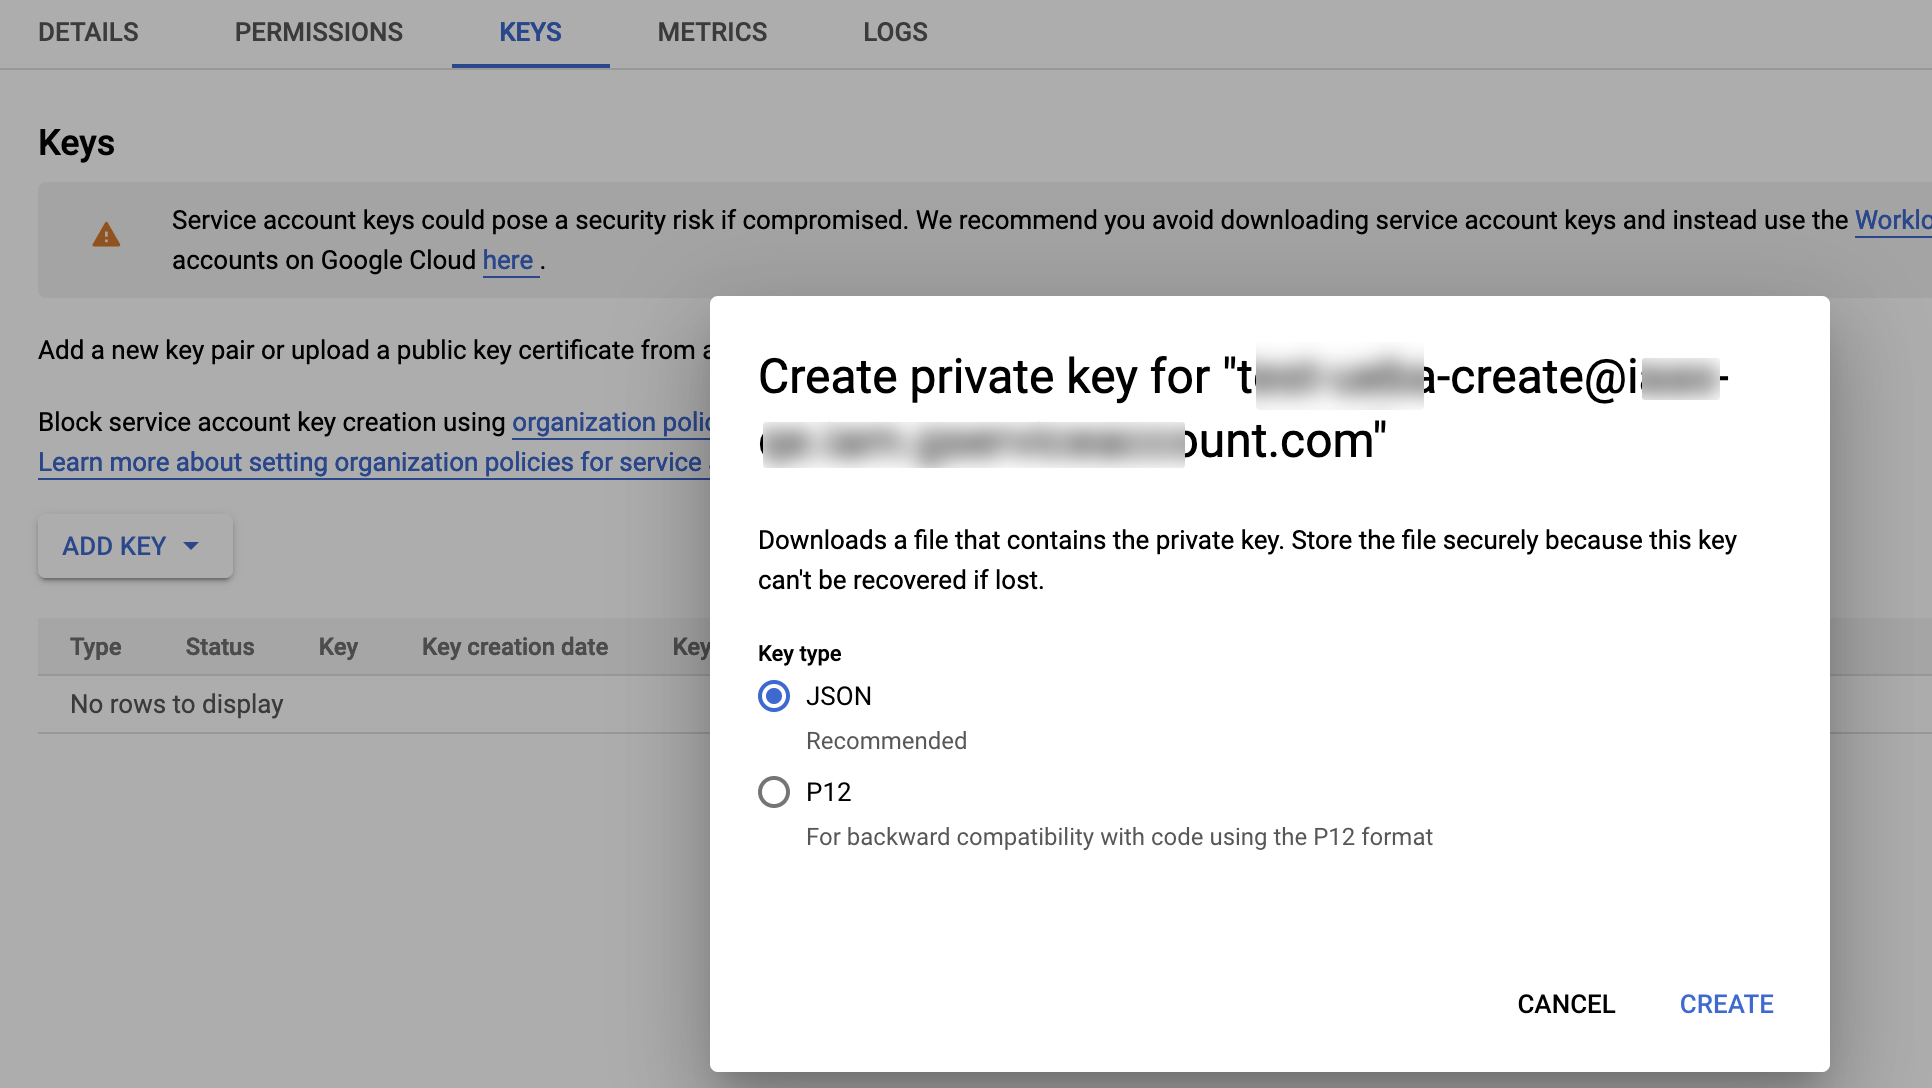 DETAILS PERMISSIONS KEYS METRICS LOGS
Keys
Service account keys could pose a security risk if compromised. We recommend you avoid downloading service account keys and instead use the Worklo
accounts on Google Cloud here .
Add a new key pair or upload a public key certificate from a
Block service account key creation using organization polic
Learn more about setting organization policies for service
ADD KEY
Type Status Key Key creation date Key
No rows to display
Create private key for "t a-create@i -
ount.com"
Downloads a file that contains the private key. Store the file securely because this key
can't be recovered if lost.
Key type
JSON
Recommended
P12
For backward compatibility with code using the P12 format
CANCEL CREATE